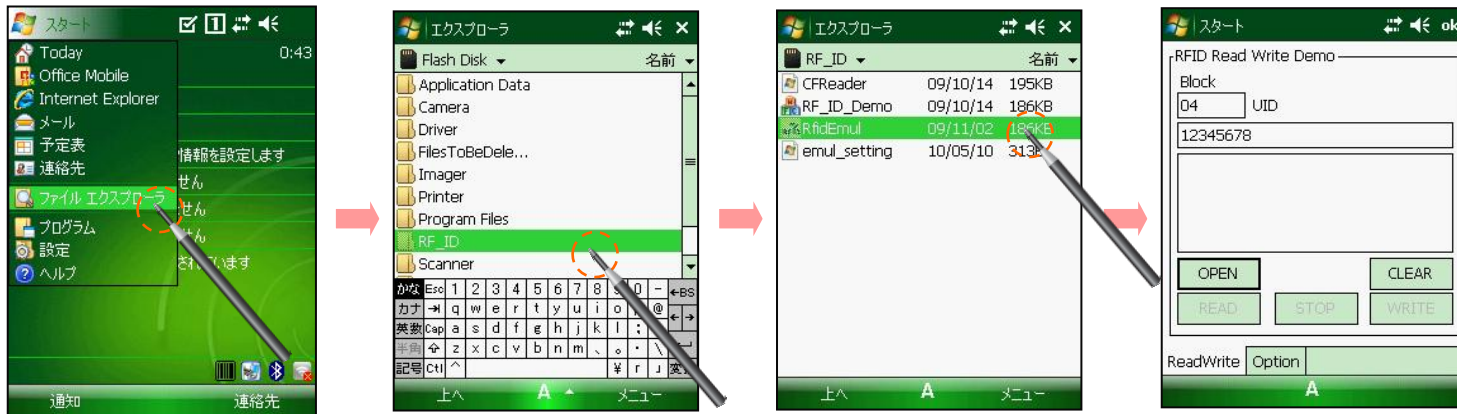 スタート
Today
0:43
Office Mobile
Internet Explorer
メール
予定表
情報を設定します
連絡先
せん
ファイル エクスプローラ
せん
プログラム
せん
設定
されています
ヘルプ
通知 連絡先
エクスプローラ
Flash Disk 名前
Application Data
Camera
Driver
FilesToBeDele...
Imager
Printer
Program Files
RF_ID
Scanner
かな Esc 1 2 3 4 5 6 7 8 9 0 - ←BS
カナ q w e r t y u i o @
英数 Cap a s d f g h j k l ;
半角 z x c v b n m 、 。 ・ \
記号 Ctl ^ ¥ 「 」
上へ A メニュー
エクスプローラ
RF_ID 名前
CFReader 09/10/14 195KB
RF_ID_Demo 09/10/14 186KB
RfidEmul 09/11/02 186KB
emul_setting 10/05/10 313B
上へ A メニュー
スタート ok
RFID Read Write Demo
Block
04 UID
12345678
OPEN CLEAR
READ STOP WRITE
ReadWrite Option
A